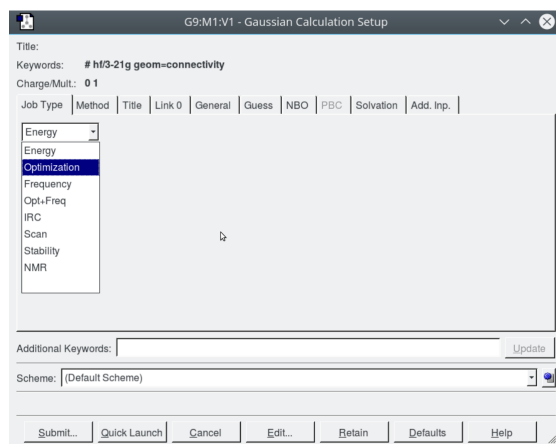 G9:M1:V1 - Gaussian Calculation Setup
Title:
Keywords: # hf/3-21g geom=connectivity
Charge/Mult.: 0 1
Job Type Method Title Link 0 General Guess NBO PBC Solvation Add. Inp.
Energy
Energy
Optimization
Frequency
Opt+Freq
IRC
Scan
Stability
NMR
Additional Keywords: Update
Scheme: (Default Scheme)
Submit... Quick Launch Cancel Edit... Retain Defaults Help